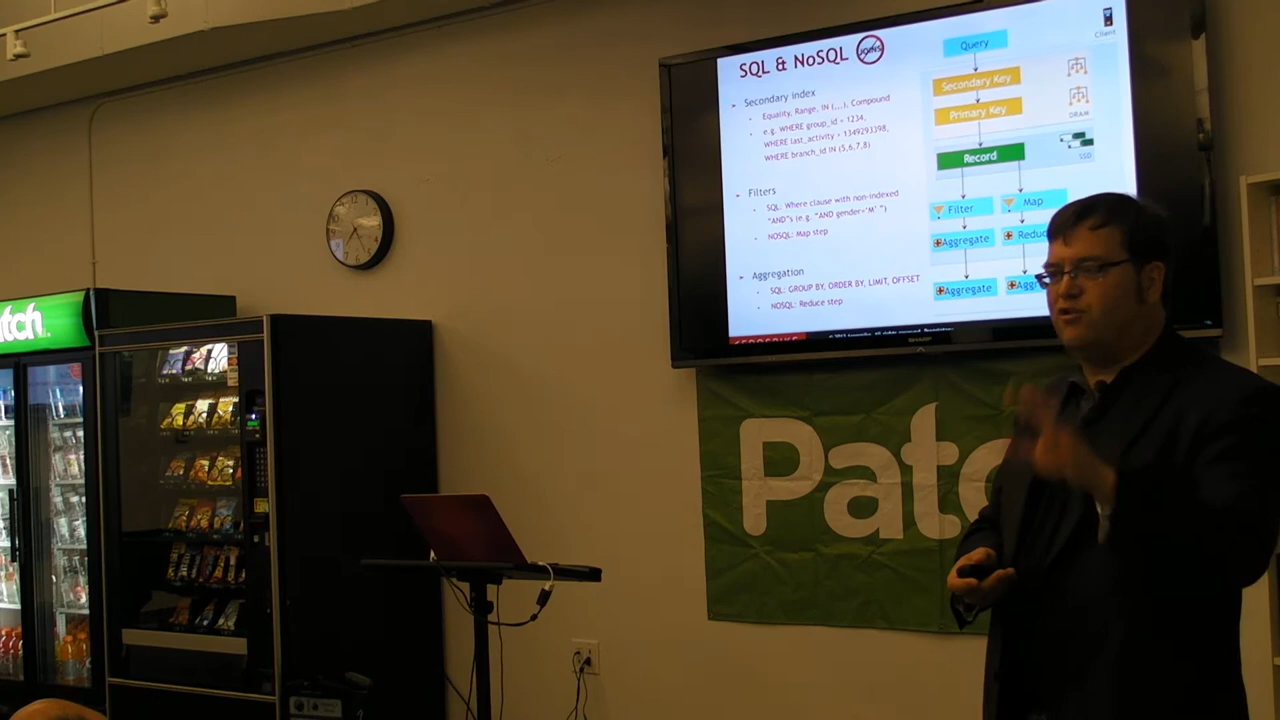 SQL & NoSQL
JOINS
Secondary index
Equality, Range, IN (...), Compound
e.g. WHERE group_id = 1234,
WHERE last_activity > 1349293398,
WHERE branch_id IN (5,6,7,8)
Filters
SQL: Where clause with non-indexed
"AND"s (e.g. "AND gender='M' ")
NOSQL: Map step
Aggregation
SQL: GROUP BY, ORDER BY, LIMIT, OFFSET
NOSQL: Reduce step
Client
Query
Secondary Key
Primary Key
DRAM
Record
SSD
Filter
Map
Aggregate
Reduc
Aggregate
Aggr
SHARP
tch
Patc